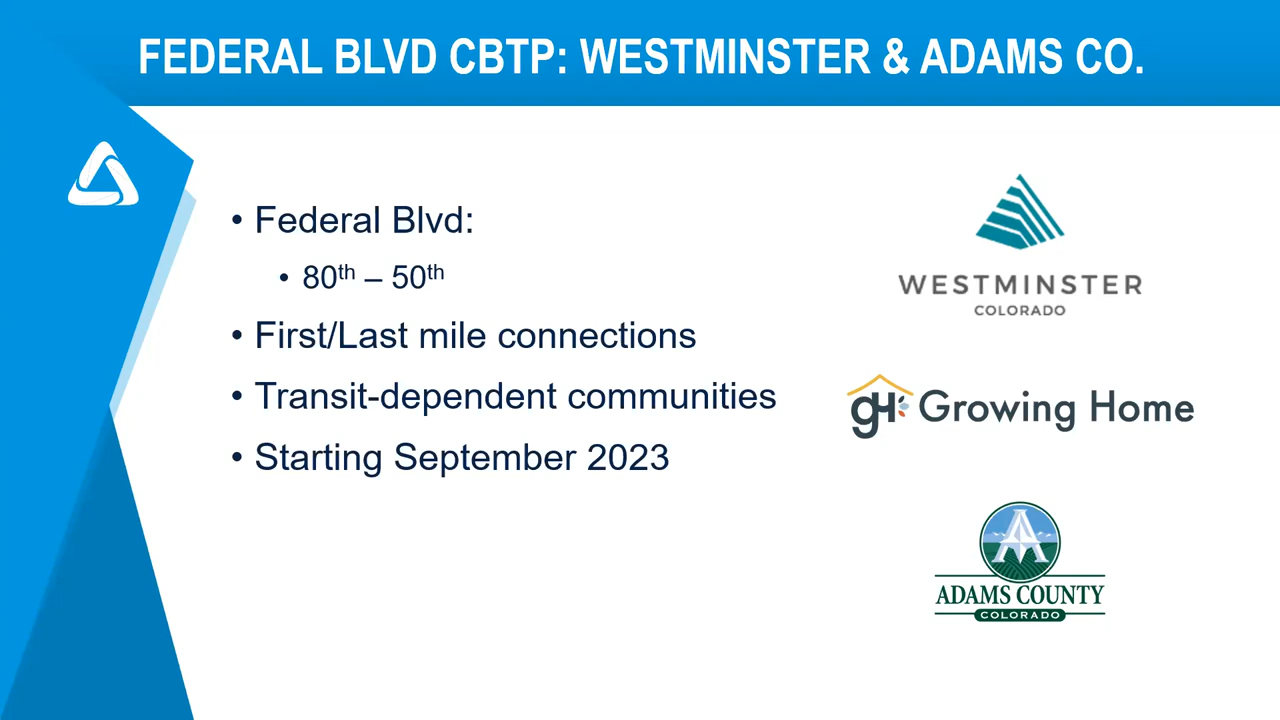 FEDERAL BLVD CBTP: WESTMINSTER & ADAMS CO.
• Federal Blvd:
• 80th – 50th
• First/Last mile connections
• Transit-dependent communities
• Starting September 2023
WESTMINSTER
COLORADO
gH Growing Home
ADAMS COUNTY
COLORADO